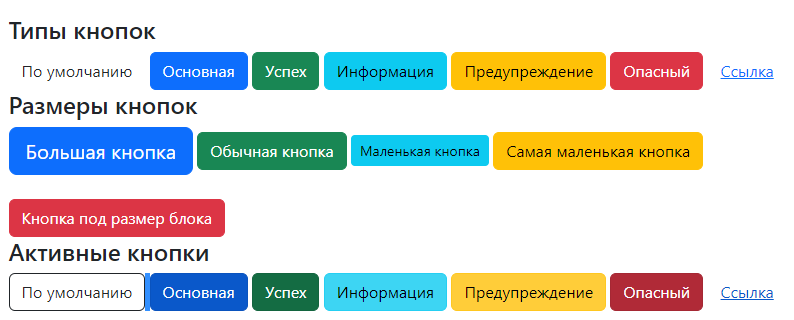 Типы кнопок
По умолчанию Основная Успех Информация Предупреждение Опасный Ссылка
Размеры кнопок
Большая кнопка Обычная кнопка Маленькая кнопка Самая маленькая кнопка
Кнопка под размер блока
Активные кнопки
По умолчанию Основная Успех Информация Предупреждение Опасный Ссылка